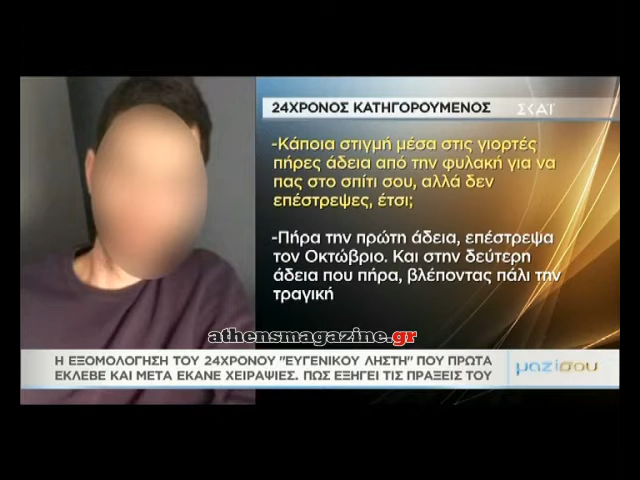 24ΧΡΟΝΟΣ ΚΑΤΗΓΟΡΟΥΜΕΝΟΣ
ΣΚΑΪ
-Κάποια στιγμή μέσα στις γιορτές
πήρες άδεια από την φυλακή για να
πας στο σπίτι σου, αλλά δεν
επέστρεψες, έτσι;
-Πήρα την πρώτη άδεια, επέστρεψα
τον Οκτώβριο. Και στην δεύτερη
άδεια που πήρα, βλέποντας πάλι την
τραγική
athensmagazine.gr
Η ΕΞΟΜΟΛΟΓΗΣΗ ΤΟΥ 24ΧΡΟΝΟΥ "ΕΥΓΕΝΙΚΟΥ ΛΗΣΤΗ" ΠΟΥ ΠΡΩΤΑ
ΕΚΛΕΒΕ ΚΑΙ ΜΕΤΑ ΕΚΑΝΕ ΧΕΙΡΑΨΙΕΣ. ΠΩΣ ΕΞΗΓΕΙ ΤΙΣ ΠΡΑΞΕΙΣ ΤΟΥ
μαζί σου